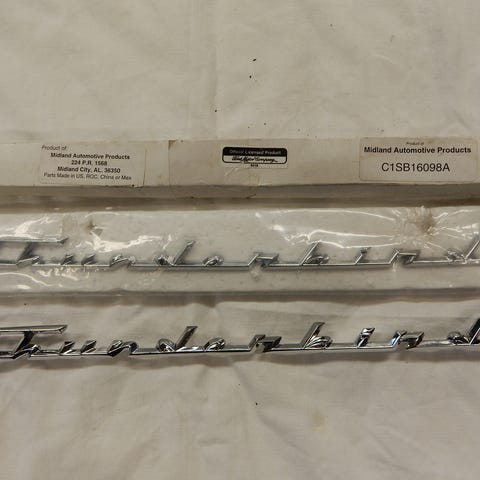 Product of
Midland Automotive Products
224 P.R. 1568
Midland City, AL. 36350
Parts Made in US, ROC, China or Mex
Official Licensed Product
Ford Motor Company
Product of
Midland Automotive Products
C1SB16098A
Thunderbird
Thunderbird